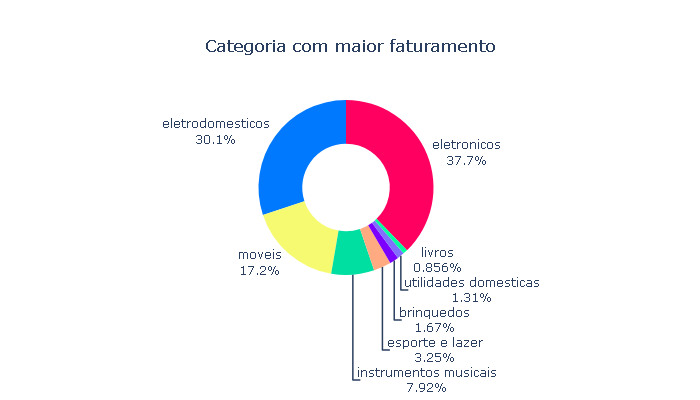 Categoria com maior faturamento
eletrodomesticos
30.1%
eletronicos
37.7%
moveis
17.2%
livros
0.856%
utilidades domesticas
1.31%
brinquedos
1.67%
esporte e lazer
3.25%
instrumentos musicais
7.92%